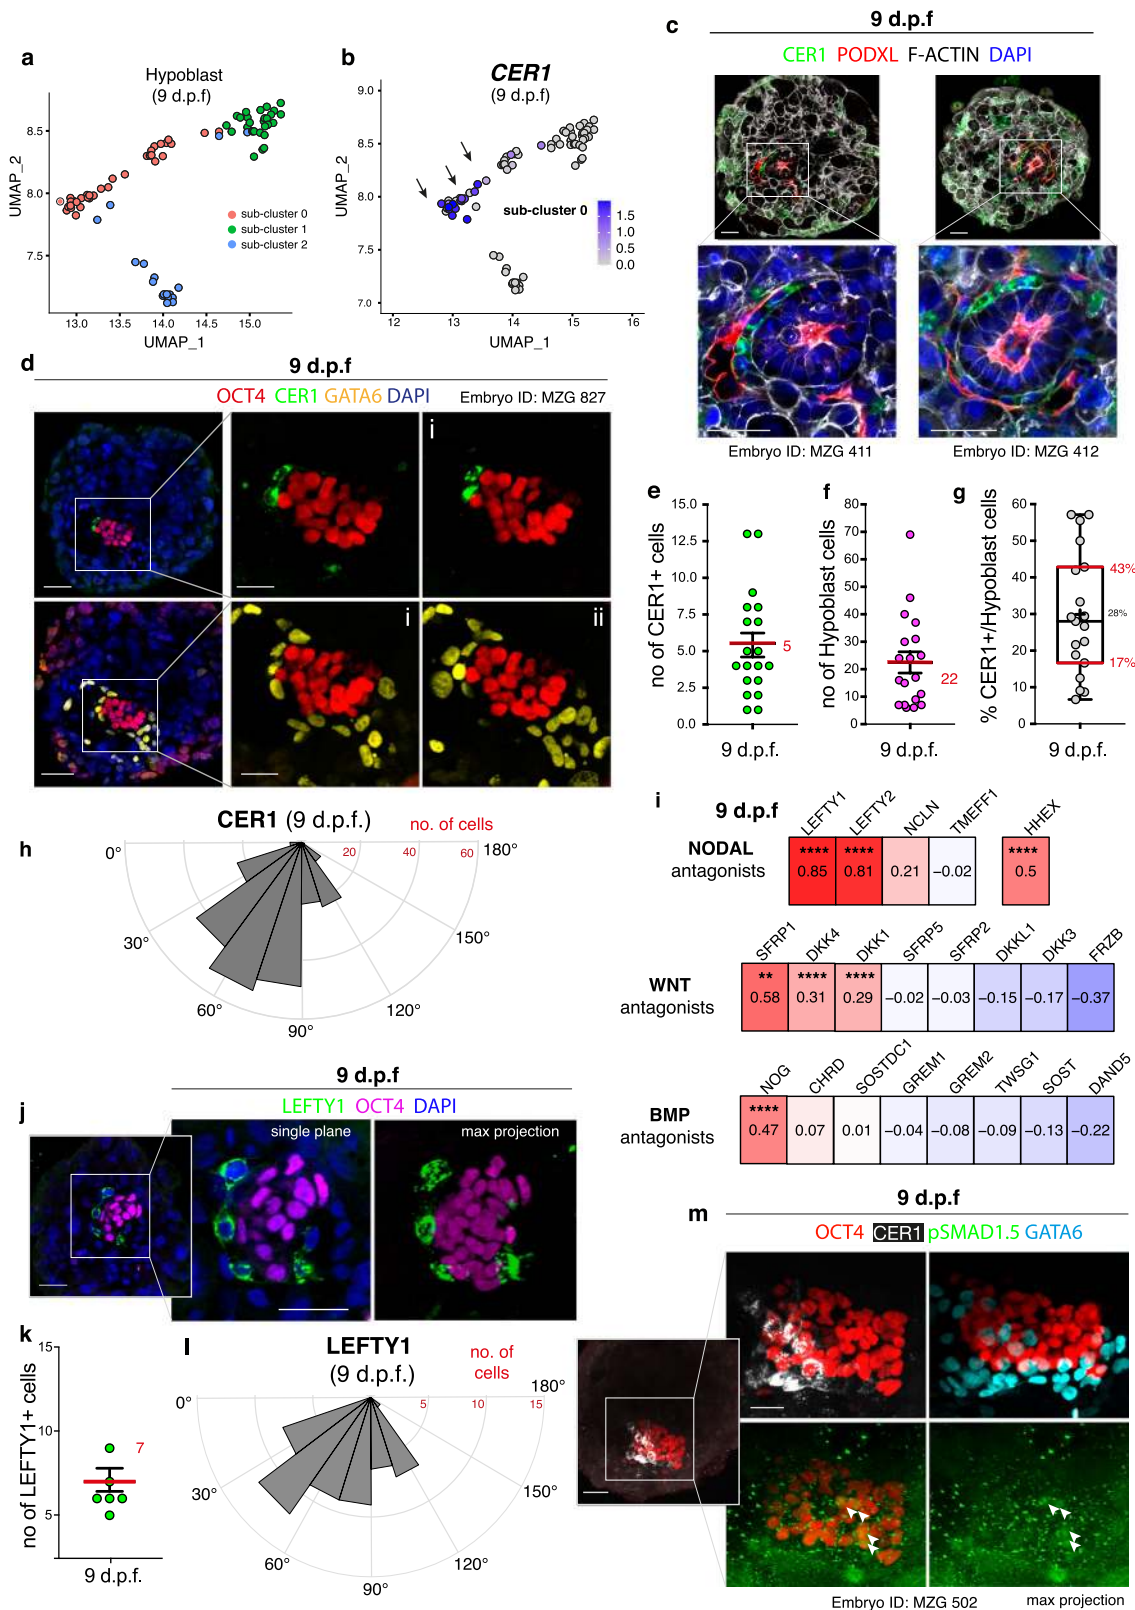 a
Hypoblast
(9 d.p.f)
UMAP_2
8.5
8.0
7.5
13.0 13.5 14.0 14.5 15.0
UMAP_1
sub-cluster 0
sub-cluster 1
sub-cluster 2
b
CER1
(9 d.p.f)
UMAP_2
9.0
8.5
8.0
7.5
7.0
12 13 14 15 16
UMAP_1
sub-cluster 0
1.5
1.0
0.5
0.0
c
9 d.p.f
CER1 PODXL F-ACTIN DAPI
Embryo ID: MZG 411
Embryo ID: MZG 412
d
9 d.p.f
OCT4 CER1 GATA6 DAPI
Embryo ID: MZG 827
i
i
ii
e
no of CER1+ cells
15.0
12.5
10.0
7.5
5.0
2.5
0.0
5
9 d.p.f.
f
no of Hypoblast cells
80
70
60
50
40
30
20
10
0
22
9 d.p.f.
g
% CER1+/Hypoblast cells
60
50
40
30
20
10
0
43%
28%
17%
9 d.p.f.
h
CER1 (9 d.p.f.)
no. of cells
0°
20 40 60
180°
30°
150°
60°
120°
90°
i
9 d.p.f
NODAL
antagonists
LEFTY1 LEFTY2 NCLN TMEFF1 HHEX
**** **** ****
0.85 0.81 0.21 −0.02 0.5
WNT
antagonists
SFRP1 DKK4 DKK1 SFRP5 SFRP2 DKKL1 DKK3 FRZB
** **** ****
0.58 0.31 0.29 −0.02 −0.03 −0.15 −0.17 −0.37
BMP
antagonists
NOG CHRD SOSTDC1 GREM1 GREM2 TWSG1 SOST DAND5
****
0.47 0.07 0.01 −0.04 −0.08 −0.09 −0.13 −0.22
j
9 d.p.f
LEFTY1 OCT4 DAPI
single plane
max projection
k
no of LEFTY1+ cells
15
10
5
7
9 d.p.f.
l
LEFTY1
(9 d.p.f.)
no. of
cells
0°
5 10 15
180°
30°
150°
60°
120°
90°
m
9 d.p.f
OCT4 CER1 pSMAD1.5 GATA6
Embryo ID: MZG 502
max projection